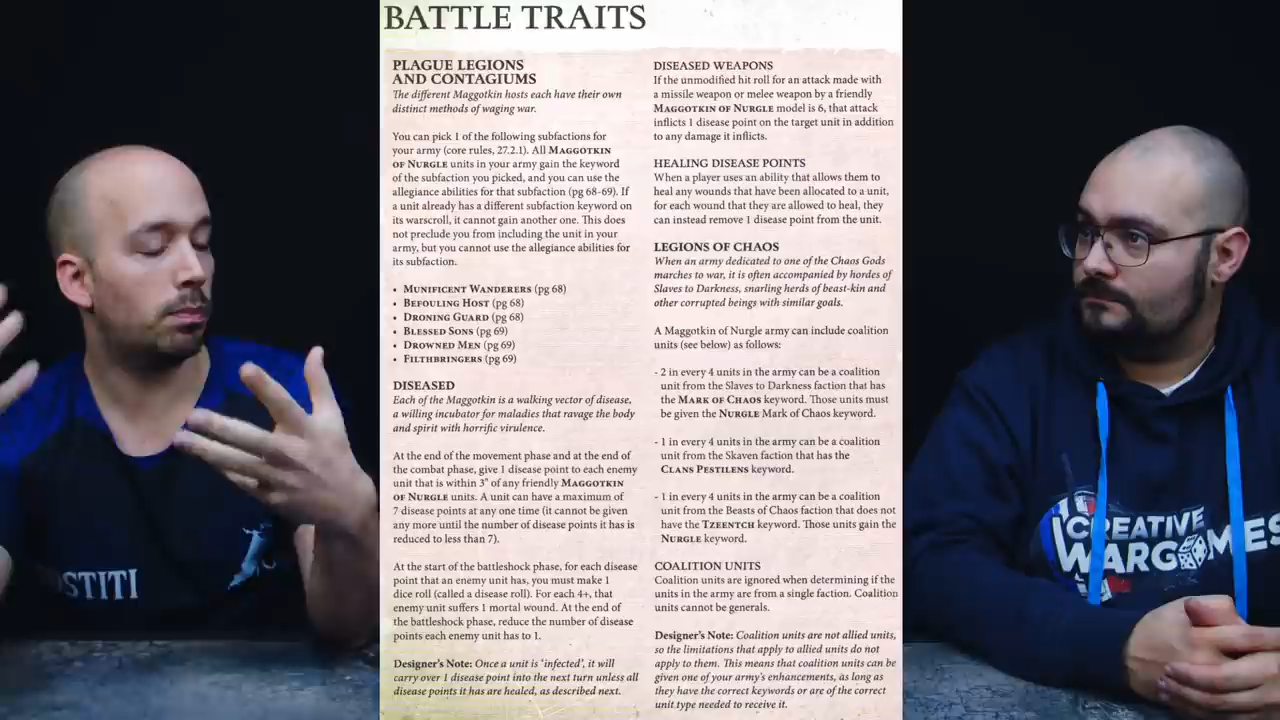 BATTLE TRAITS
PLAGUE LEGIONS
AND CONTAGIUMS
The different Maggotkin hosts each have their own
distinct methods of waging war.
You can pick 1 of the following subfactions for
your army (core rules, 27.2.1). All MAGGOTKIN
OF NURGLE units in your army gain the keyword
of the subfaction you picked, and you can use the
allegiance abilities for that subfaction (pg 68-69). If
a unit already has a different subfaction keyword on
its warscroll, it cannot gain another one. This does
not preclude you from including the unit in your
army, but you cannot use the allegiance abilities for
its subfaction.
• MUNIFICENT WANDERERS (pg 68)
• BEFOULING HOST (pg 68)
• DRONING GUARD (pg 68)
• BLESSED SONS (pg 69)
• DROWNED MEN (pg 69)
• FILTHBRINGERS (pg 69)
DISEASED
Each of the Maggotkin is a walking vector of disease,
a willing incubator for maladies that ravage the body
and spirit with horrific virulence.
At the end of the movement phase and at the end of
the combat phase, give 1 disease point to each enemy
unit that is within 3" of any friendly MAGGOTKIN
OF NURGLE units. A unit can have a maximum of
7 disease points at any one time (it cannot be given
any more until the number of disease points it has is
reduced to less than 7).
At the start of the battleshock phase, for each disease
point that an enemy unit has, you must make 1
dice roll (called a disease roll). For each 4+, that
enemy unit suffers 1 mortal wound. At the end of
the battleshock phase, reduce the number of disease
points each enemy unit has to 1.
Designer's Note: Once a unit is 'infected', it will
carry over 1 disease point into the next turn unless all
disease points it has are healed, as described next.
DISEASED WEAPONS
If the unmodified hit roll for an attack made with
a missile weapon or melee weapon by a friendly
MAGGOTKIN OF NURGLE model is 6, that attack
inflicts 1 disease point on the target unit in addition
to any damage it inflicts.
HEALING DISEASE POINTS
When a player uses an ability that allows them to
heal any wounds that have been allocated to a unit,
for each wound that they are allowed to heal, they
can instead remove 1 disease point from the unit.
LEGIONS OF CHAOS
When an army dedicated to one of the Chaos Gods
marches to war, it is often accompanied by hordes of
Slaves to Darkness, snarling herds of beast-kin and
other corrupted beings with similar goals.
A Maggotkin of Nurgle army can include coalition
units (see below) as follows:
- 2 in every 4 units in the army can be a coalition
unit from the Slaves to Darkness faction that has
the MARK OF CHAOS keyword. Those units must
be given the NURGLE Mark of Chaos keyword.
- 1 in every 4 units in the army can be a coalition
unit from the Skaven faction that has the
CLANS PESTILENS keyword.
- 1 in every 4 units in the army can be a coalition
unit from the Beasts of Chaos faction that does not
have the TZEENTCH keyword. Those units gain the
NURGLE keyword.
COALITION UNITS
Coalition units are ignored when determining if the
units in the army are from a single faction. Coalition
units cannot be generals.
Designer's Note: Coalition units are not allied units,
so the limitations that apply to allied units do not
apply to them. This means that coalition units can be
given one of your army's enhancements, as long as
they have the correct keywords or are of the correct
unit type needed to receive it.
OSTITI
CREATIVE
WARGAMES